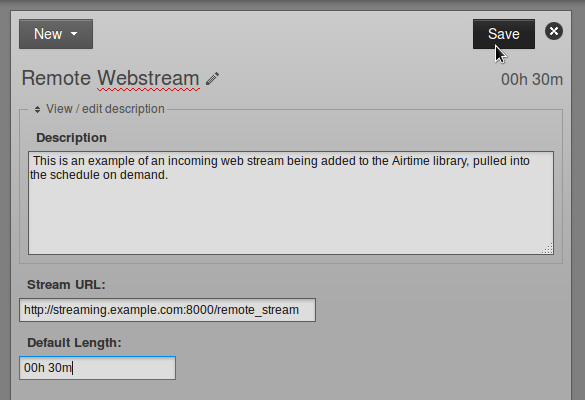 New
Save
Remote Webstream
00h 30m
View / edit description
Description
This is an example of an incoming web stream being added to the Airtime library, pulled into
the schedule on demand.
Stream URL:
http://streaming.example.com:8000/remote_stream
Default Length:
00h 30m